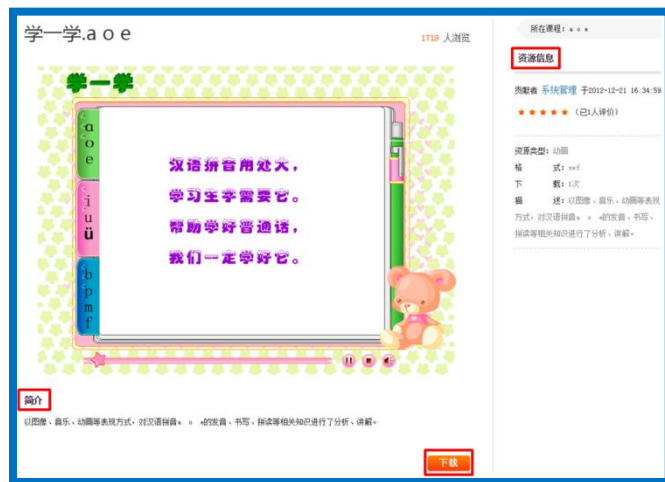 学一学.a o e
1719 人浏览
学一学
a
o
e
i
u
ü
b
p
m
f
汉语拼音用处大，
学习生字需要它。
帮助学好普通话，
我们一定学好它。
简介
以图像、音乐、动画等表现方式，对汉语拼音a o e的发音、书写、拼读等相关知识进行了分析、讲解。
下载
所在课程：a o e
资源信息
贡献者 系统管理 于2012-12-21 16:34:59
★★★★★ （已1人评价）
资源类型：动画
格 式：swf
下 载：1次
描 述：以图像、音乐、动画等表现
方式，对汉语拼音a o e的发音、书写、
拼读等相关知识进行了分析、讲解。